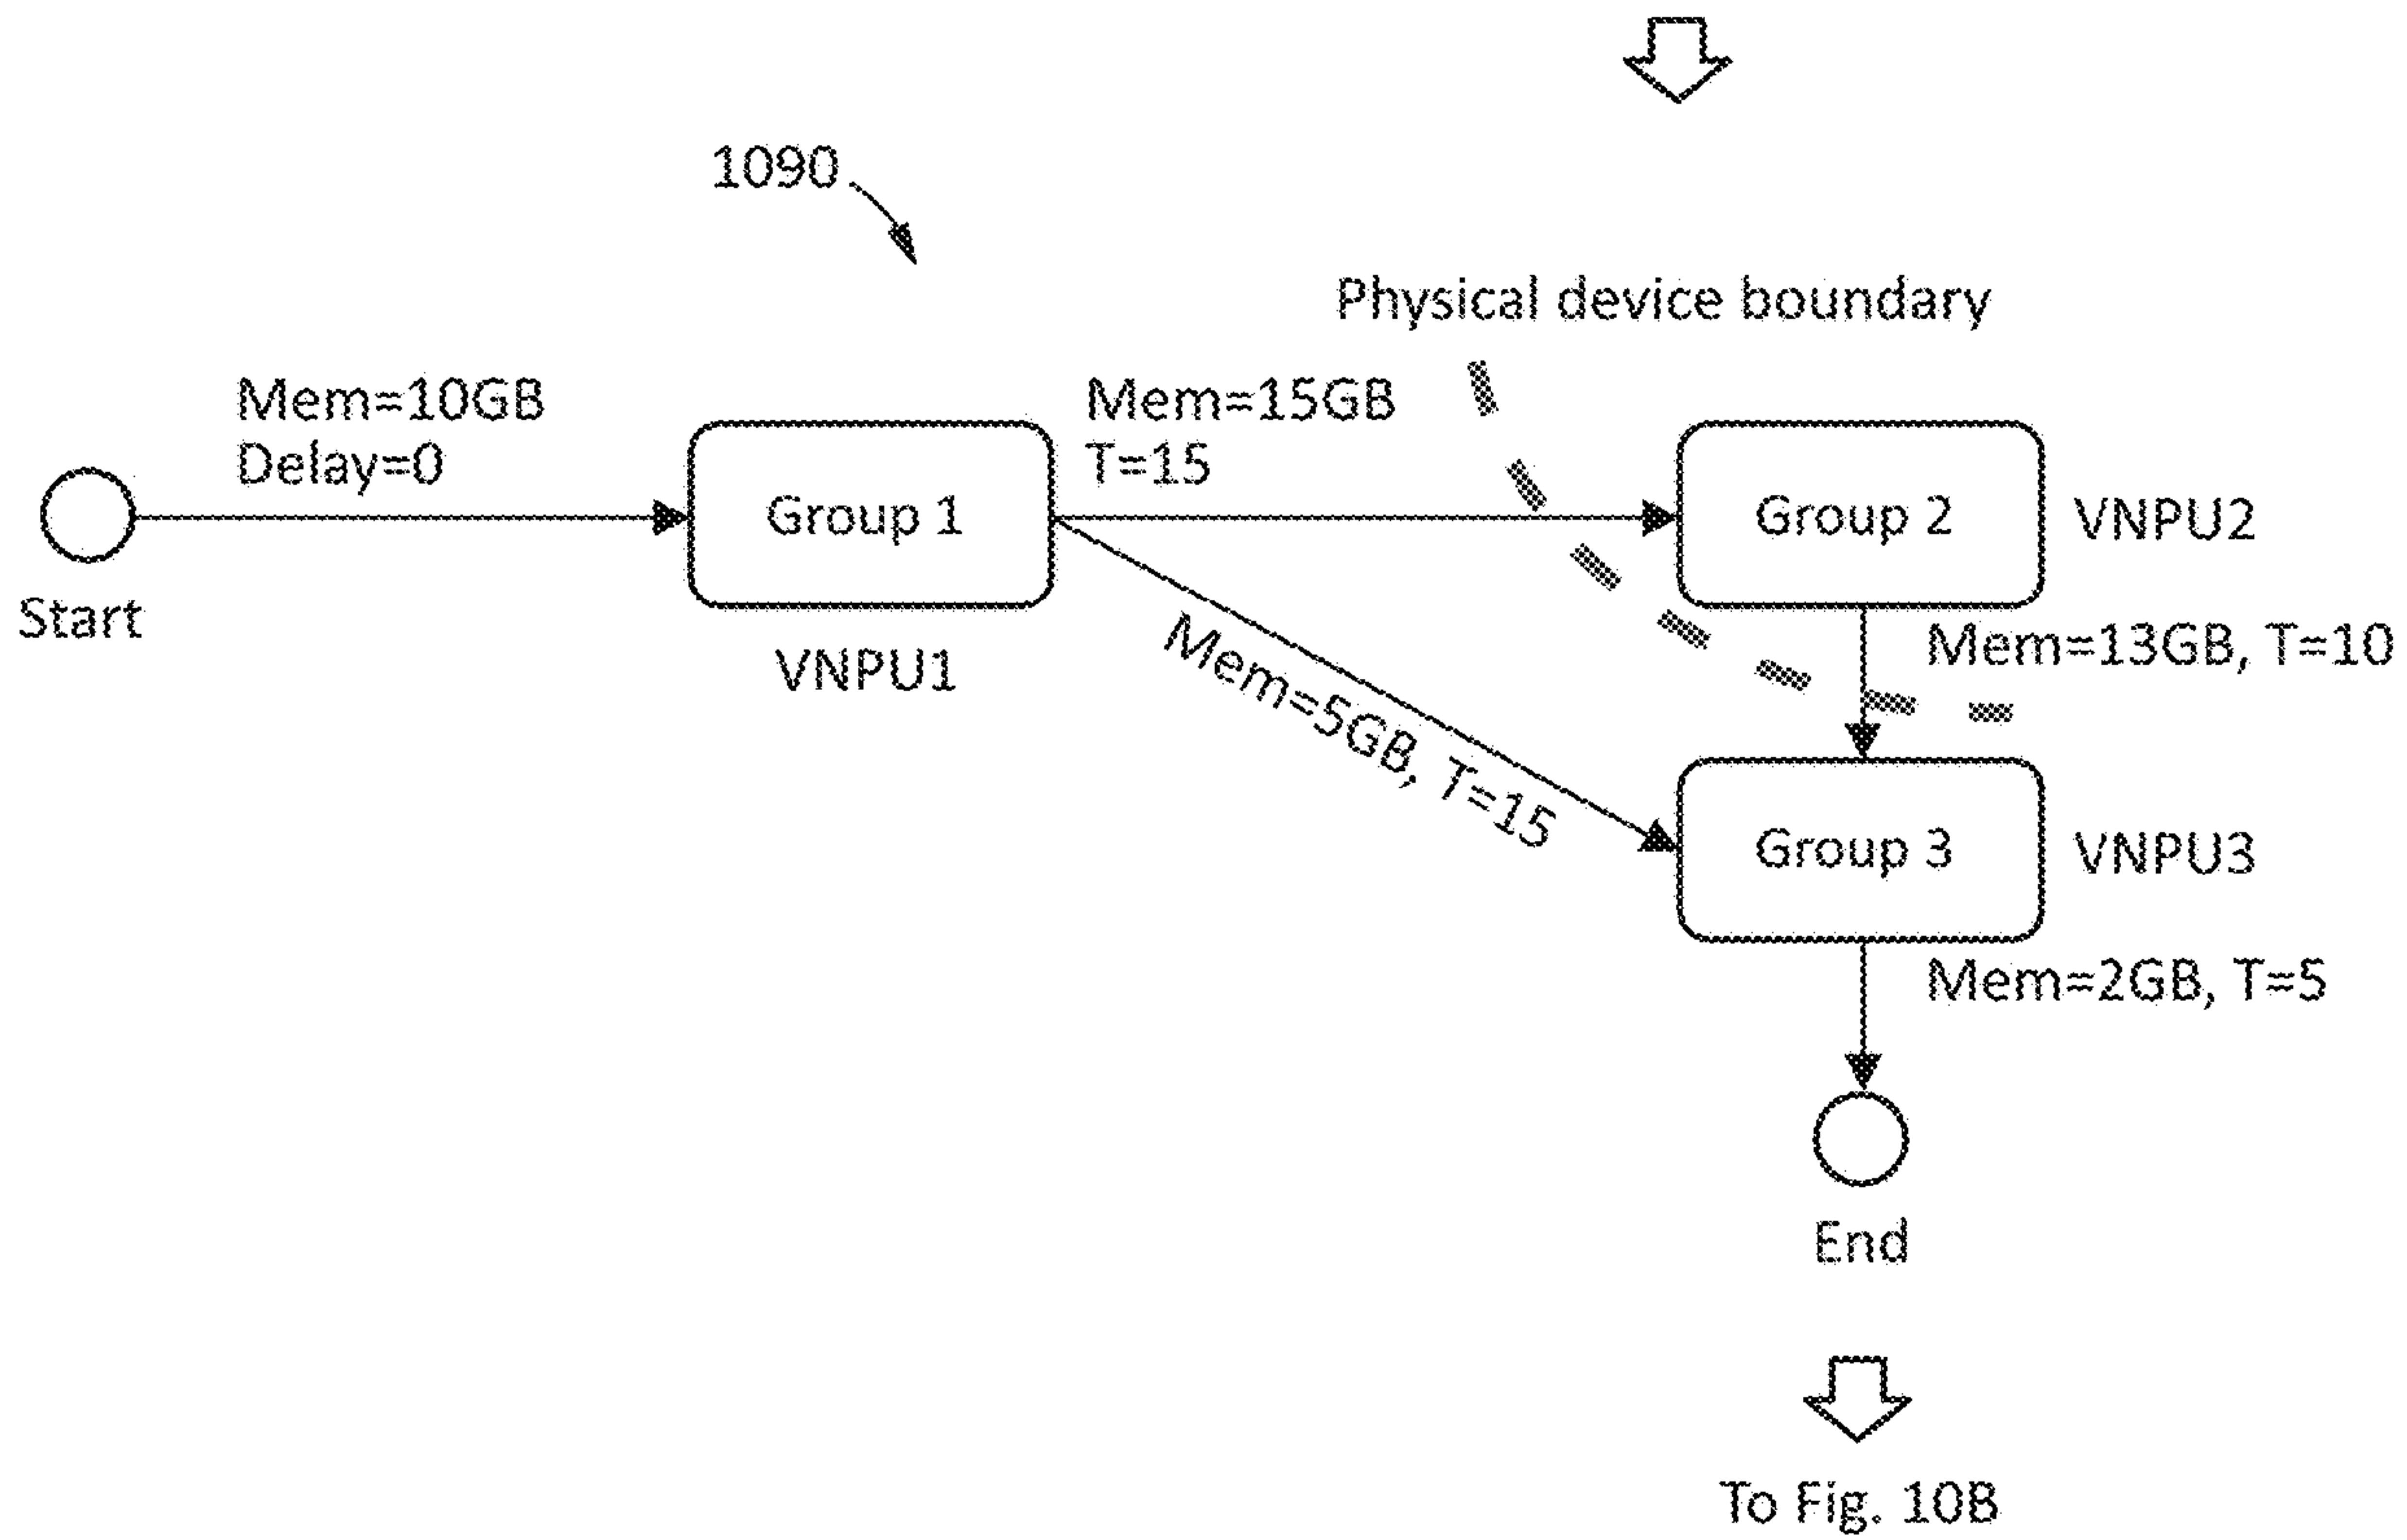 1090
Physical device boundary
Mem=10GB
Delay=0
Mem=15GB
T=15
Start
Group 1
VNPU1
Group 2
VNPU2
Mem=13GB, T=10
Mem=5GB, T=15
Group 3
VNPU3
Mem=2GB, T=5
End
To Fig. 10B